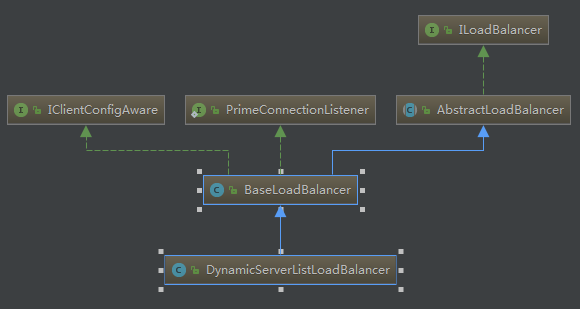 I ILoadBalancer
I IClientConfigAware
I PrimeConnectionListener
C AbstractLoadBalancer
C BaseLoadBalancer
C DynamicServerListLoadBalancer